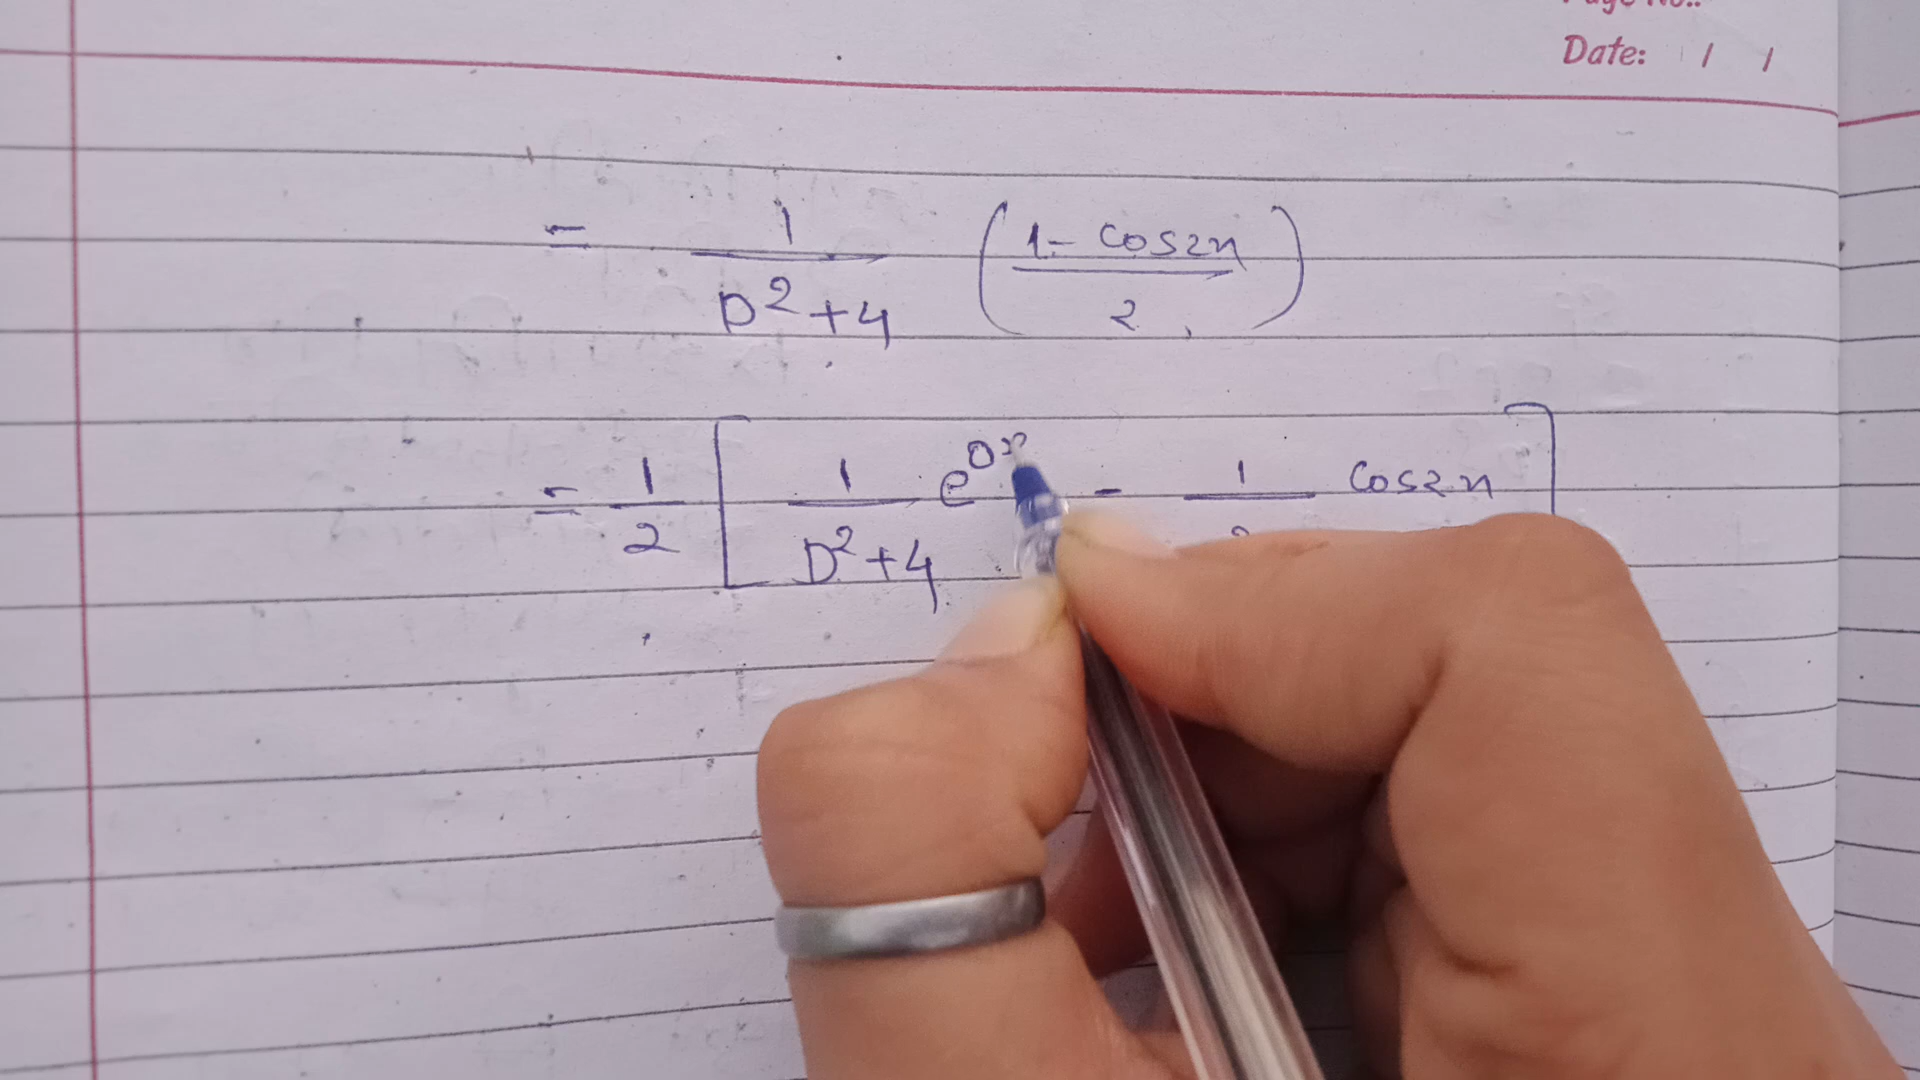 Date: / /
= 1/(D²+4) ((1 - cos2x)/2)
= 1/2 [ 1/(D²+4) e^0x - 1/ cos2x ]